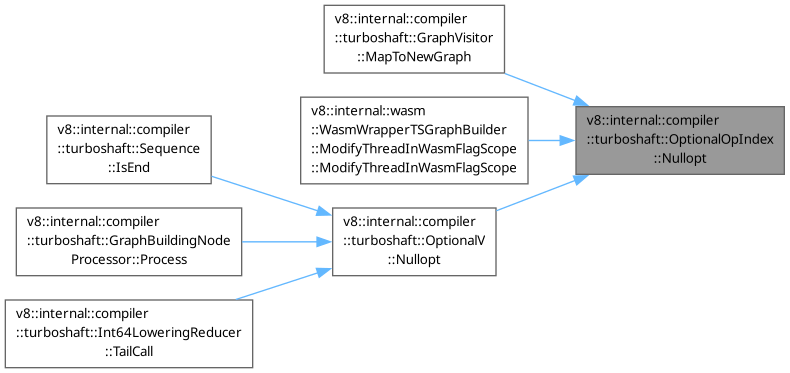 v8::internal::compiler
::turboshaft::GraphVisitor
::MapToNewGraph
v8::internal::wasm
::WasmWrapperTSGraphBuilder
::ModifyThreadInWasmFlagScope
::ModifyThreadInWasmFlagScope
v8::internal::compiler
::turboshaft::OptionalOpIndex
::Nullopt
v8::internal::compiler
::turboshaft::Sequence
::IsEnd
v8::internal::compiler
::turboshaft::GraphBuildingNode
Processor::Process
v8::internal::compiler
::turboshaft::OptionalV
::Nullopt
v8::internal::compiler
::turboshaft::Int64LoweringReducer
::TailCall